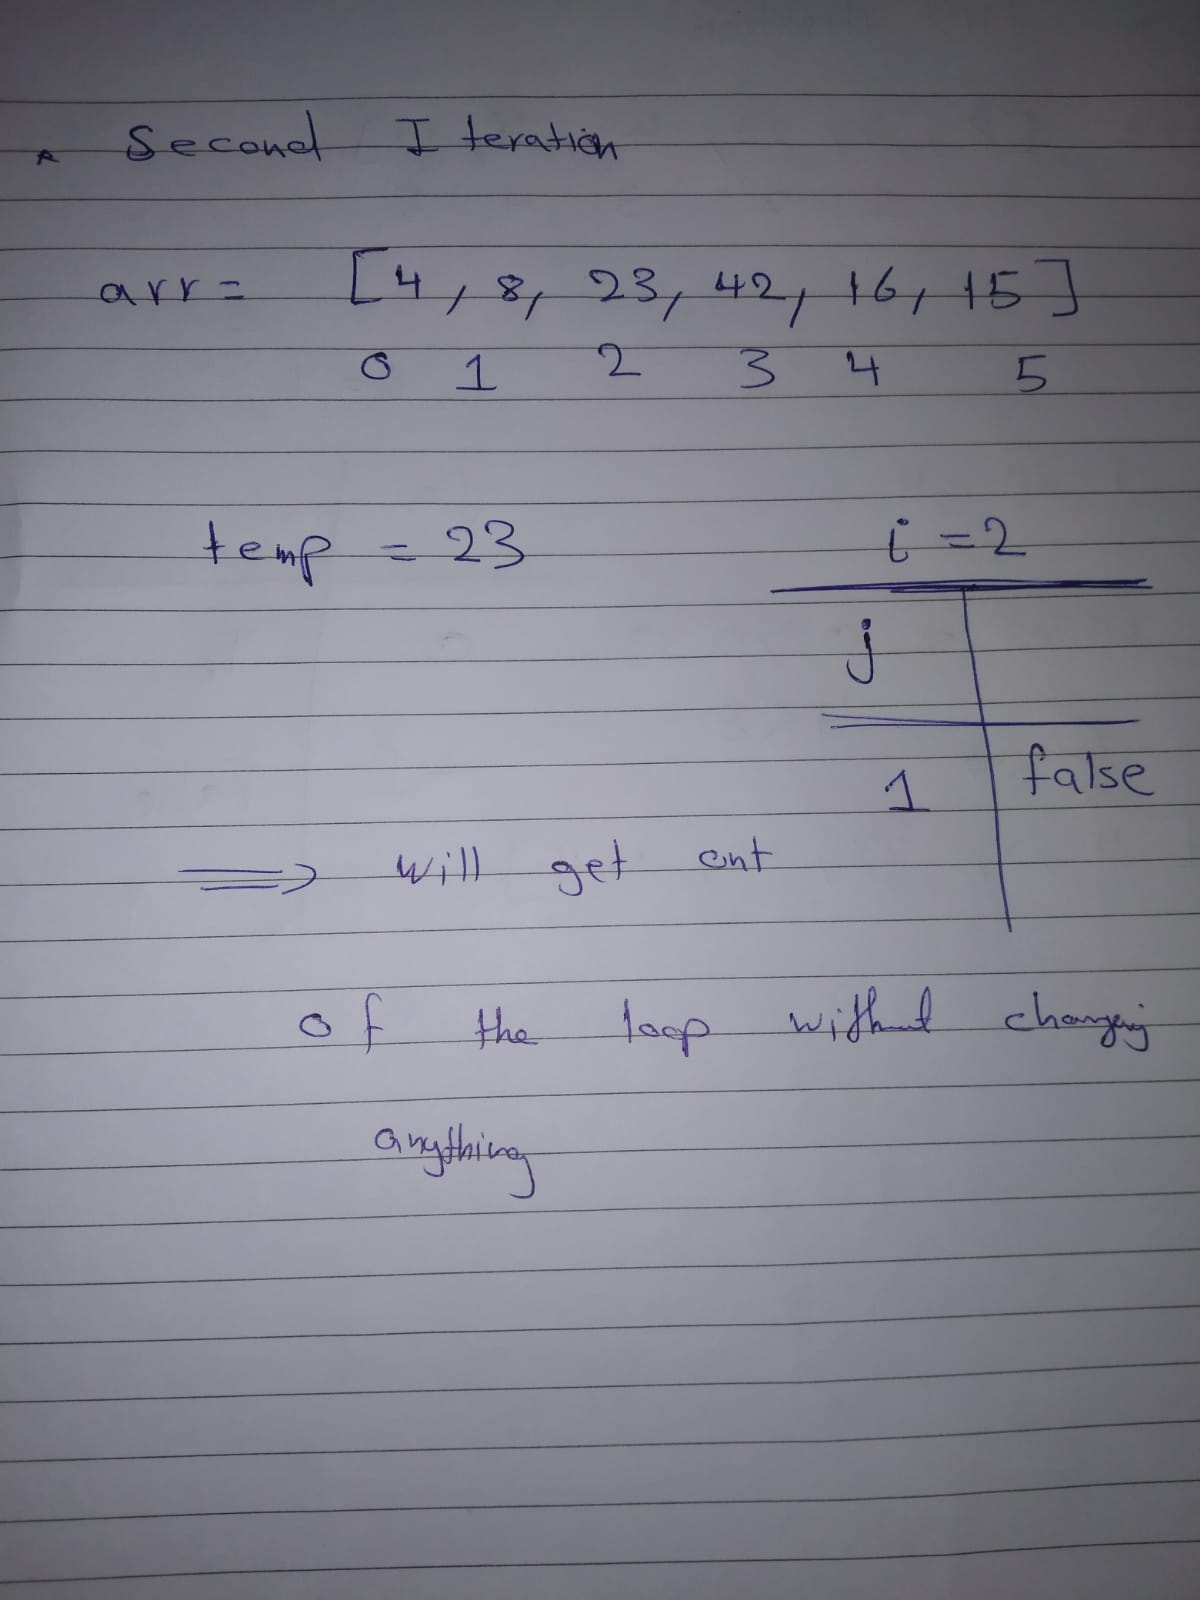 * Second Iteration
arr = [4, 8, 23, 42, 16, 15]
0 1 2 3 4 5
temp = 23 i = 2
j
1 false
=> will get out
of the loop without changing
anything